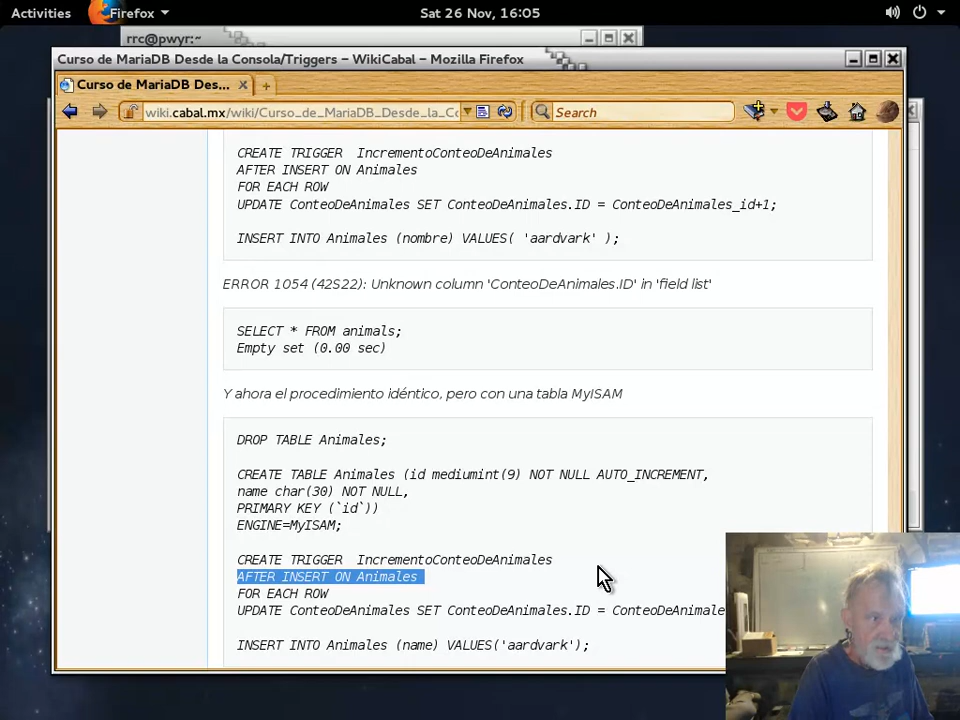 Activities Firefox Sat 26 Nov, 16:05
rrc@pwyr:~
Curso de MariaDB Desde la Consola/Triggers – WikiCabal – Mozilla Firefox
Curso de MariaDB Des...
wiki.cabal.mx/wiki/Curso_de_MariaDB_Desde_la_Co Search
CREATE TRIGGER IncrementoConteoDeAnimales
AFTER INSERT ON Animales
FOR EACH ROW
UPDATE ConteoDeAnimales SET ConteoDeAnimales.ID = ConteoDeAnimales_id+1;
INSERT INTO Animales (nombre) VALUES( 'aardvark' );
ERROR 1054 (42S22): Unknown column 'ConteoDeAnimales.ID' in 'field list'
SELECT * FROM animals;
Empty set (0.00 sec)
Y ahora el procedimiento idéntico, pero con una tabla MyISAM
DROP TABLE Animales;
CREATE TABLE Animales (id mediumint(9) NOT NULL AUTO_INCREMENT,
name char(30) NOT NULL,
PRIMARY KEY (`id`))
ENGINE=MyISAM;
CREATE TRIGGER IncrementoConteoDeAnimales
AFTER INSERT ON Animales
FOR EACH ROW
UPDATE ConteoDeAnimales SET ConteoDeAnimales.ID = ConteoDeAnimale
INSERT INTO Animales (name) VALUES('aardvark');